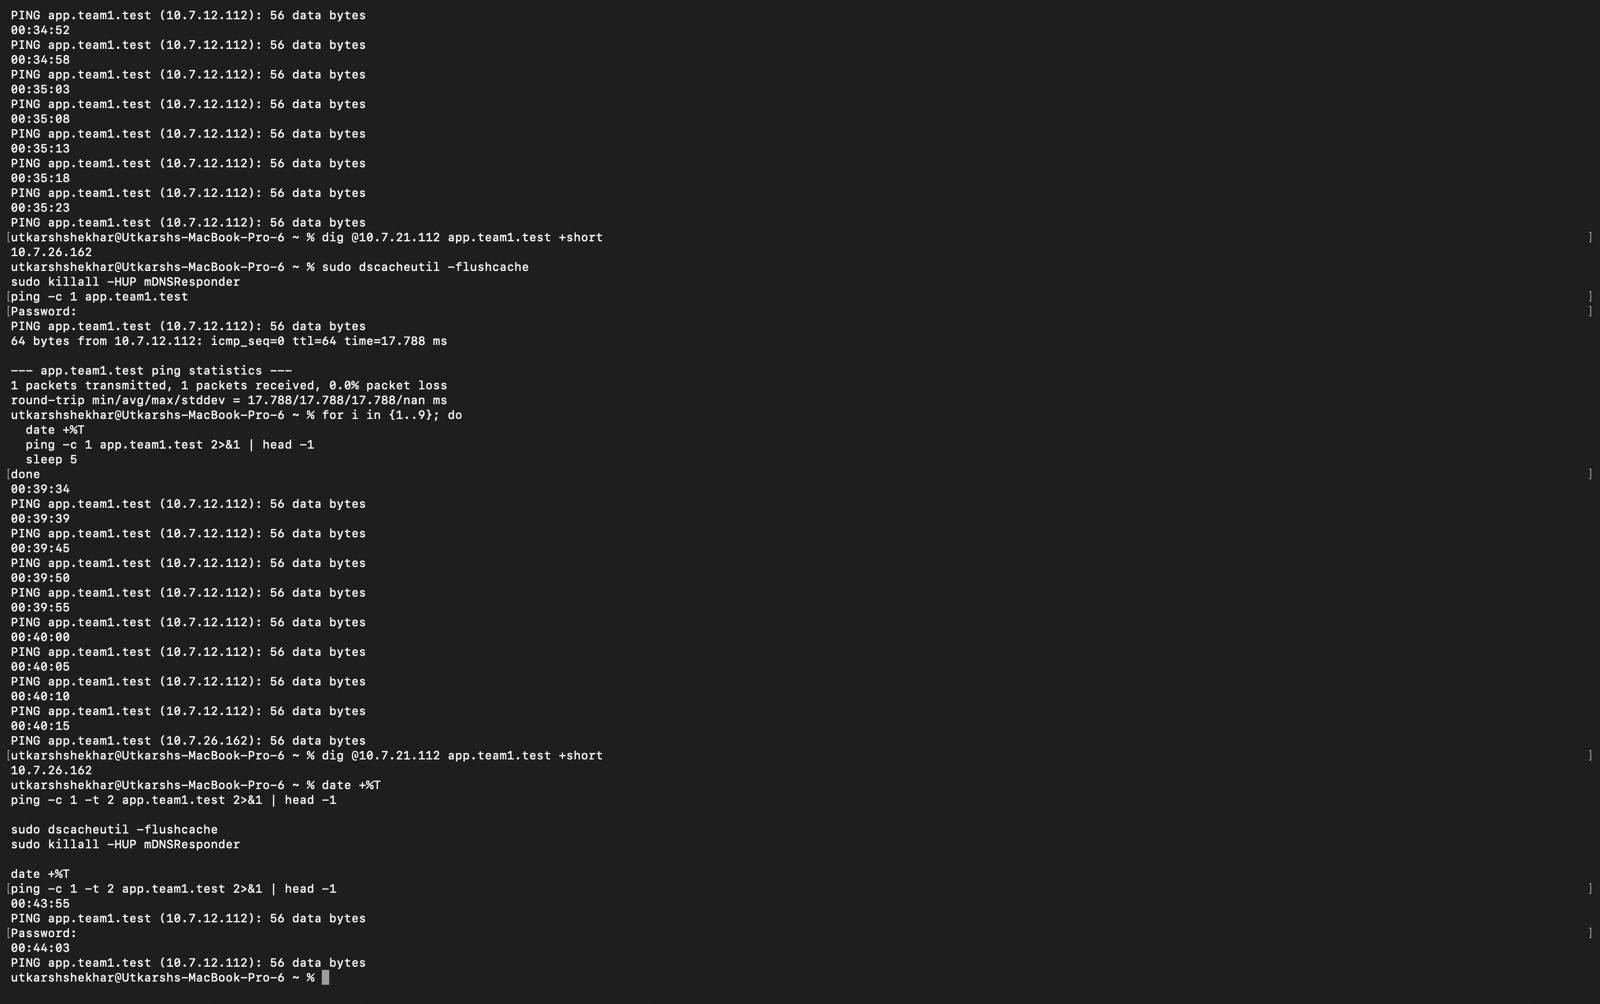 PING app.team1.test (10.7.12.112): 56 data bytes
00:34:52
PING app.team1.test (10.7.12.112): 56 data bytes
00:34:58
PING app.team1.test (10.7.12.112): 56 data bytes
00:35:03
PING app.team1.test (10.7.12.112): 56 data bytes
00:35:08
PING app.team1.test (10.7.12.112): 56 data bytes
00:35:13
PING app.team1.test (10.7.12.112): 56 data bytes
00:35:18
PING app.team1.test (10.7.12.112): 56 data bytes
00:35:23
PING app.team1.test (10.7.12.112): 56 data bytes
[utkarshshekhar@Utkarshs-MacBook-Pro-6 ~ % dig @10.7.21.112 app.team1.test +short ]
10.7.26.162
utkarshshekhar@Utkarshs-MacBook-Pro-6 ~ % sudo dscacheutil -flushcache
sudo killall -HUP mDNSResponder
[ping -c 1 app.team1.test ]
[Password: ]
PING app.team1.test (10.7.12.112): 56 data bytes
64 bytes from 10.7.12.112: icmp_seq=0 ttl=64 time=17.788 ms

--- app.team1.test ping statistics ---
1 packets transmitted, 1 packets received, 0.0% packet loss
round-trip min/avg/max/stddev = 17.788/17.788/17.788/nan ms
utkarshshekhar@Utkarshs-MacBook-Pro-6 ~ % for i in {1..9}; do
  date +%T
  ping -c 1 app.team1.test 2>&1 | head -1
  sleep 5
[done ]
00:39:34
PING app.team1.test (10.7.12.112): 56 data bytes
00:39:39
PING app.team1.test (10.7.12.112): 56 data bytes
00:39:45
PING app.team1.test (10.7.12.112): 56 data bytes
00:39:50
PING app.team1.test (10.7.12.112): 56 data bytes
00:39:55
PING app.team1.test (10.7.12.112): 56 data bytes
00:40:00
PING app.team1.test (10.7.12.112): 56 data bytes
00:40:05
PING app.team1.test (10.7.12.112): 56 data bytes
00:40:10
PING app.team1.test (10.7.12.112): 56 data bytes
00:40:15
PING app.team1.test (10.7.26.162): 56 data bytes
[utkarshshekhar@Utkarshs-MacBook-Pro-6 ~ % dig @10.7.21.112 app.team1.test +short ]
10.7.26.162
utkarshshekhar@Utkarshs-MacBook-Pro-6 ~ % date +%T
ping -c 1 -t 2 app.team1.test 2>&1 | head -1

sudo dscacheutil -flushcache
sudo killall -HUP mDNSResponder

date +%T
[ping -c 1 -t 2 app.team1.test 2>&1 | head -1 ]
00:43:55
PING app.team1.test (10.7.12.112): 56 data bytes
[Password: ]
00:44:03
PING app.team1.test (10.7.12.112): 56 data bytes
utkarshshekhar@Utkarshs-MacBook-Pro-6 ~ %